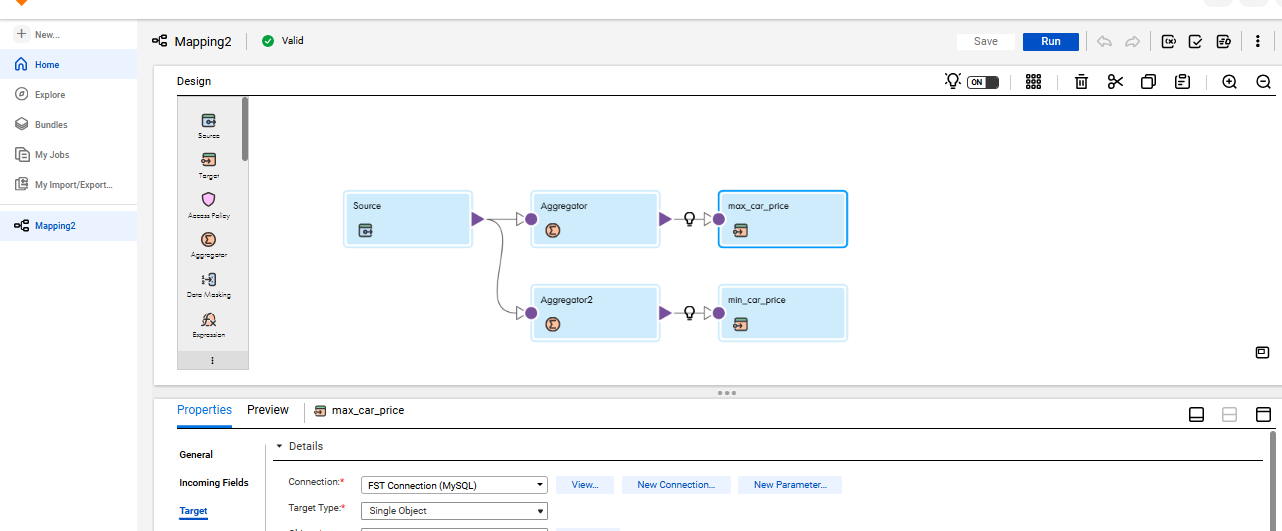 New...
Home
Explore
Bundles
My Jobs
My Import/Export...
Mapping2
Mapping2
Valid
Save
Run
Design
ON
Source
Target
Access Policy
Aggregator
Data Masking
Expression
Source
Aggregator
max_car_price
Aggregator2
min_car_price
Properties
Preview
max_car_price
General
Incoming Fields
Target
Details
Connection:*
FST Connection (MySQL)
View...
New Connection...
New Parameter...
Target Type:*
Single Object